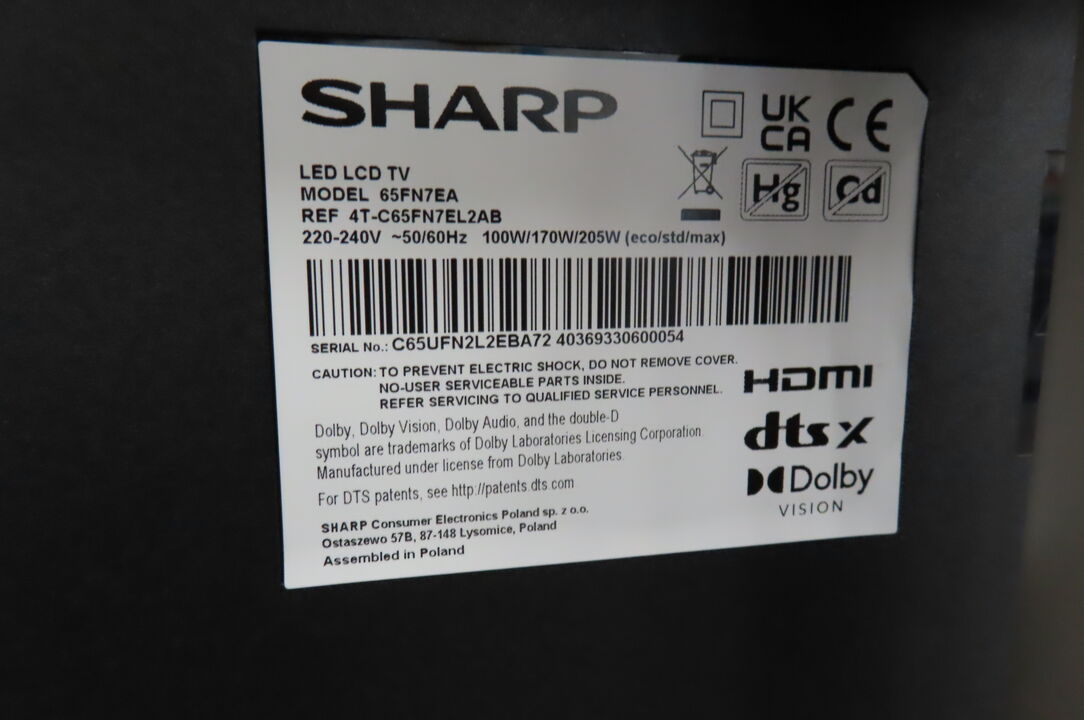 SHARP
UK
CA
CE
LED LCD TV
MODEL 65FN7EA
REF 4T-C65FN7EL2AB
220-240V ~50/60Hz 100W/170W/205W (eco/std/max)
Hg
Cd
SERIAL No.: C65UFN2L2EBA72 40369330600054
CAUTION: TO PREVENT ELECTRIC SHOCK, DO NOT REMOVE COVER.
NO-USER SERVICEABLE PARTS INSIDE.
REFER SERVICING TO QUALIFIED SERVICE PERSONNEL.
HDMI
Dolby, Dolby Vision, Dolby Audio, and the double-D
symbol are trademarks of Dolby Laboratories Licensing Corporation.
Manufactured under license from Dolby Laboratories.
dts x
For DTS patents, see http://patents.dts.com
Dolby
VISION
SHARP Consumer Electronics Poland sp. z o.o.
Ostaszewo 57B, 87-148 Lysomice, Poland
Assembled in Poland